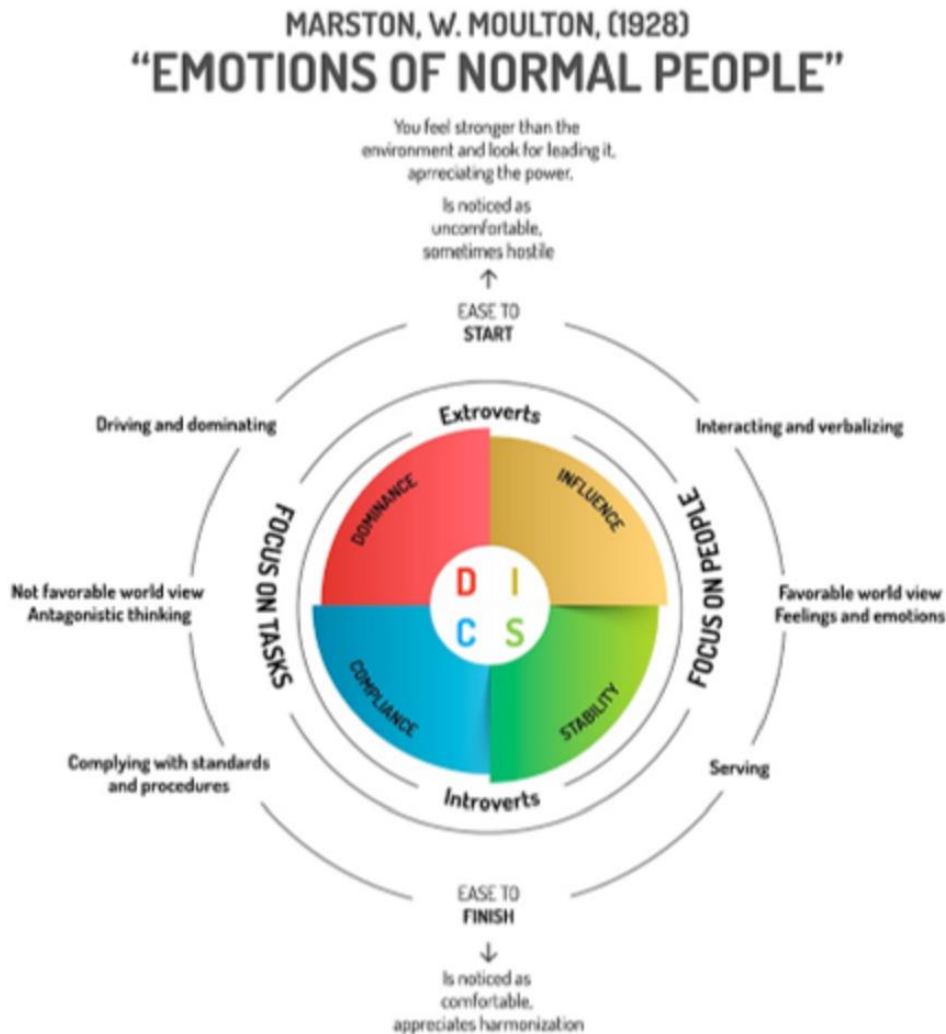 MARSTON, W. MOULTON, (1928)
“EMOTIONS OF NORMAL PEOPLE”
You feel stronger than the
environment and look for leading it,
aprreciating the power.
Is noticed as
uncomfortable,
sometimes hostile
EASE TO
START
Extroverts
Driving and dominating
Interacting and verbalizing
DOMINANCE
INFLUENCE
FOCUS ON TASKS
FOCUS ON PEOPLE
D I
C S
Not favorable world view
Antagonistic thinking
Favorable world view
Feelings and emotions
COMPLIANCE
STABILITY
Complying with standards
and procedures
Serving
Introverts
EASE TO
FINISH
Is noticed as
comfortable,
appreciates harmonization